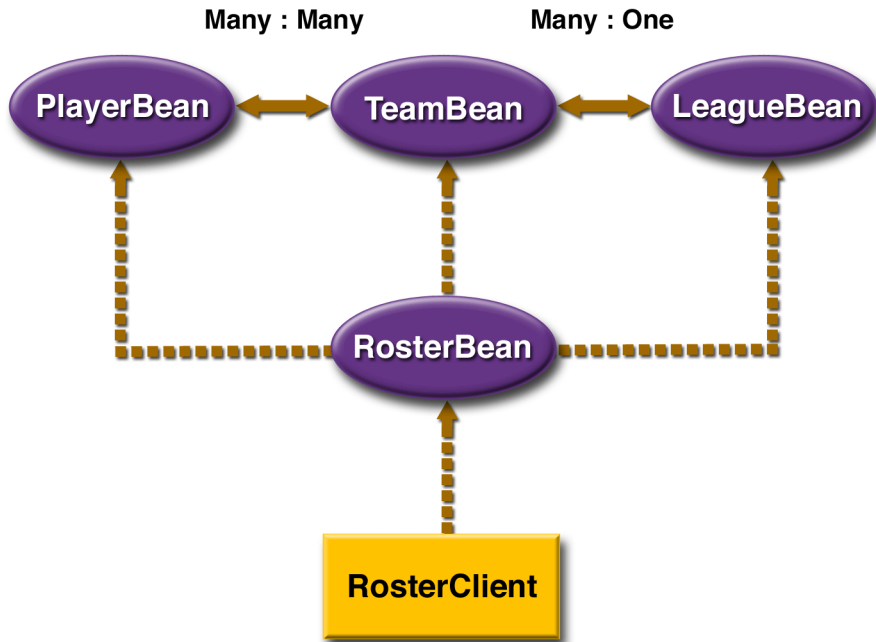 Many : Many
Many : One
PlayerBean
TeamBean
LeagueBean
RosterBean
RosterClient